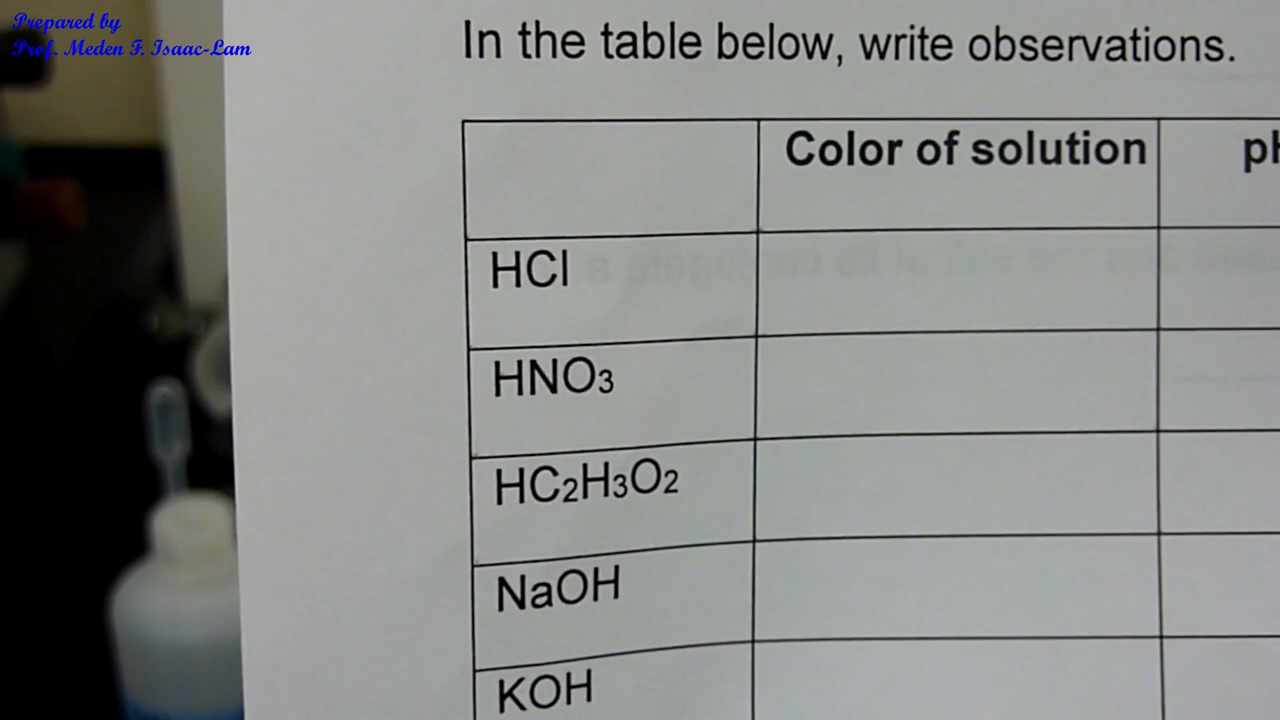 Prepared by
Prof. Meden F. Isaac-Lam
In the table below, write observations.
Color of solution
HCl
HNO3
HC2H3O2
NaOH
KOH